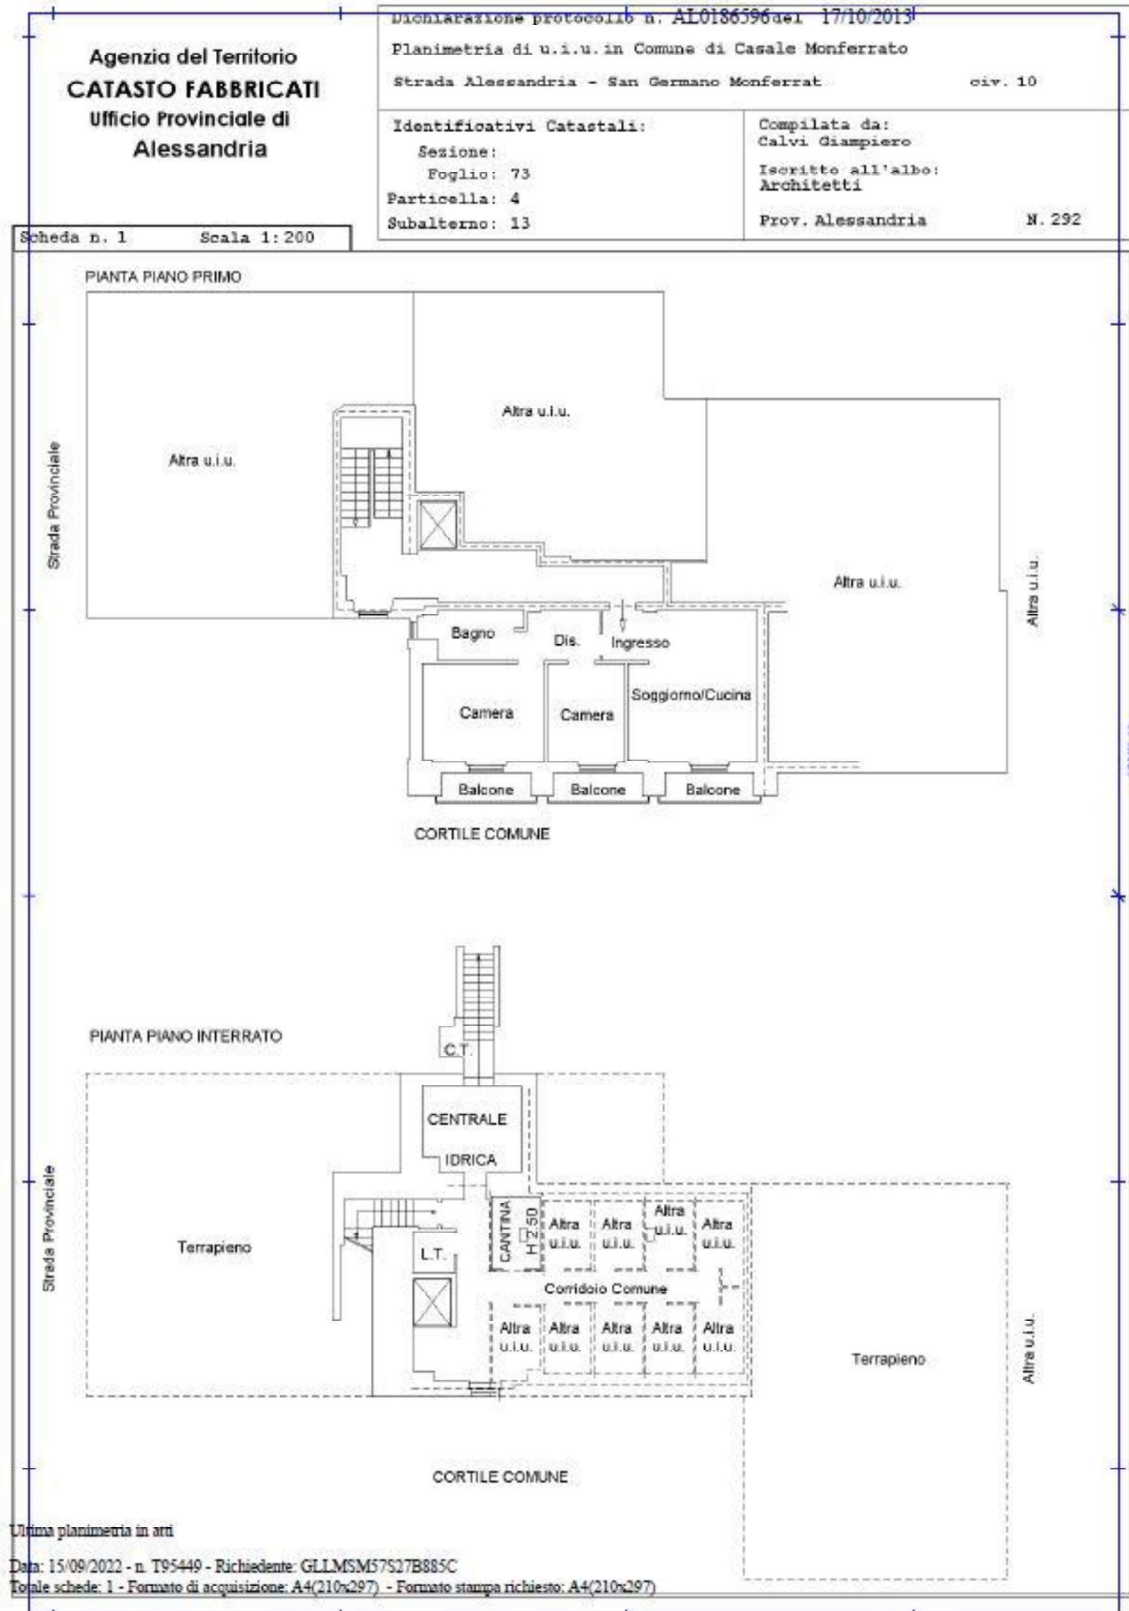 Agenzia del Territorio
CATASTO FABBRICATI
Ufficio Provinciale di
Alessandria
Dichiarazione protocollo n. AL0186596 del 17/10/2013
Planimetria di u.i.u. in Comune di Casale Monferrato
Strada Alessandria - San Germano Monferrat civ. 10
Identificativi Catastali:
Sezione:
Foglio: 73
Particella: 4
Subalterno: 13
Compilata da:
Calvi Giampiero
Iscritto all'albo:
Architetti
Prov. Alessandria N. 292
Scheda n. 1 Scala 1:200
PIANTA PIANO PRIMO
Altra u.i.u.
Altra u.i.u.
Strada Provinciale
Altra u.i.u.
Altra u.i.u.
Bagno
Dis.
Ingresso
Soggiorno/Cucina
Camera
Camera
Balcone
Balcone
Balcone
CORTILE COMUNE
PIANTA PIANO INTERRATO
C.T.
CENTRALE
IDRICA
Strada Provinciale
Terrapieno
L.T.
CANTINA
H 2.50
Altra
u.i.u.
Altra
u.i.u.
Altra
u.i.u.
Altra
u.i.u.
Corridoio Comune
Altra
u.i.u.
Altra
u.i.u.
Altra
u.i.u.
Altra
u.i.u.
Altra
u.i.u.
Terrapieno
Altra u.i.u.
CORTILE COMUNE
Ultima planimetria in atti
Data: 15/09/2022 - n. T95449 - Richiedente: GLLMSM57S27B885C
Totale schede: 1 - Formato di acquisizione: A4(210x297) - Formato stampa richiesto: A4(210x297)